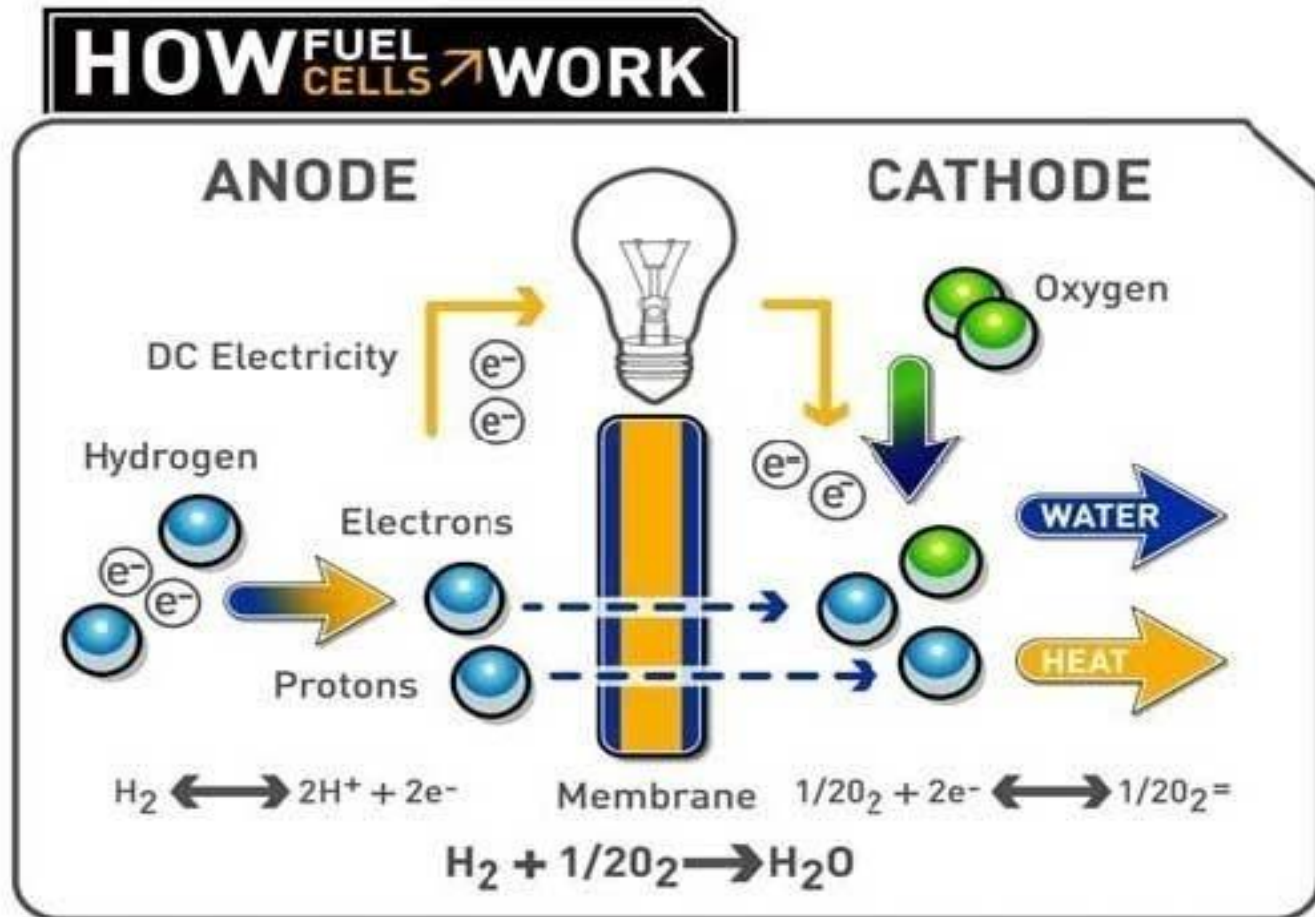 HOW FUEL CELLS WORK
ANODE
CATHODE
Oxygen
DC Electricity
e-
e-
Hydrogen
e-
e-
Electrons
e=
e-
WATER
e-
e-
HEAT
Protons
H2 ⟷ 2H+ + 2e-
Membrane
1/2O2 + 2e- ⟷ 1/2O2=
H2 + 1/2O2 → H2O